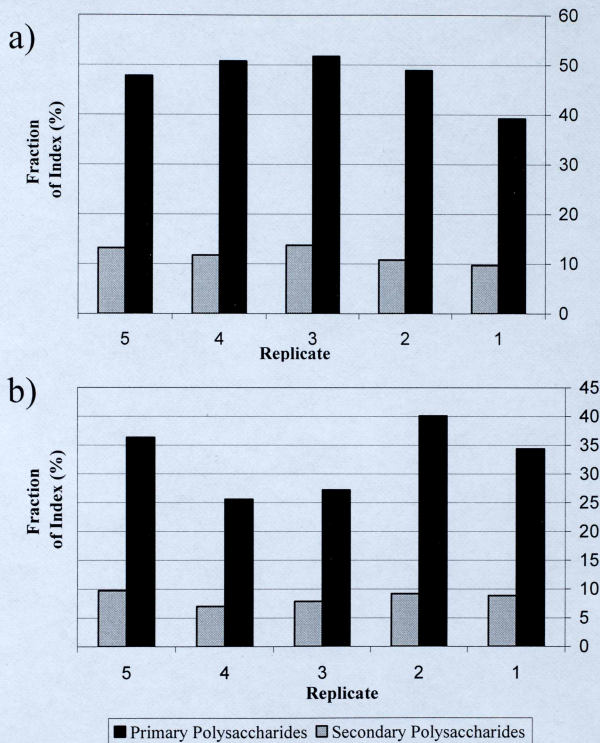 a)
60
50
40
30
20
10
0
Fraction
of Index (%)
5 4 3 2 1
Replicate
b)
45
40
35
30
25
20
15
10
5
0
Fraction
of Index (%)
5 4 3 2 1
Replicate
Primary Polysaccharides Secondary Polysaccharides